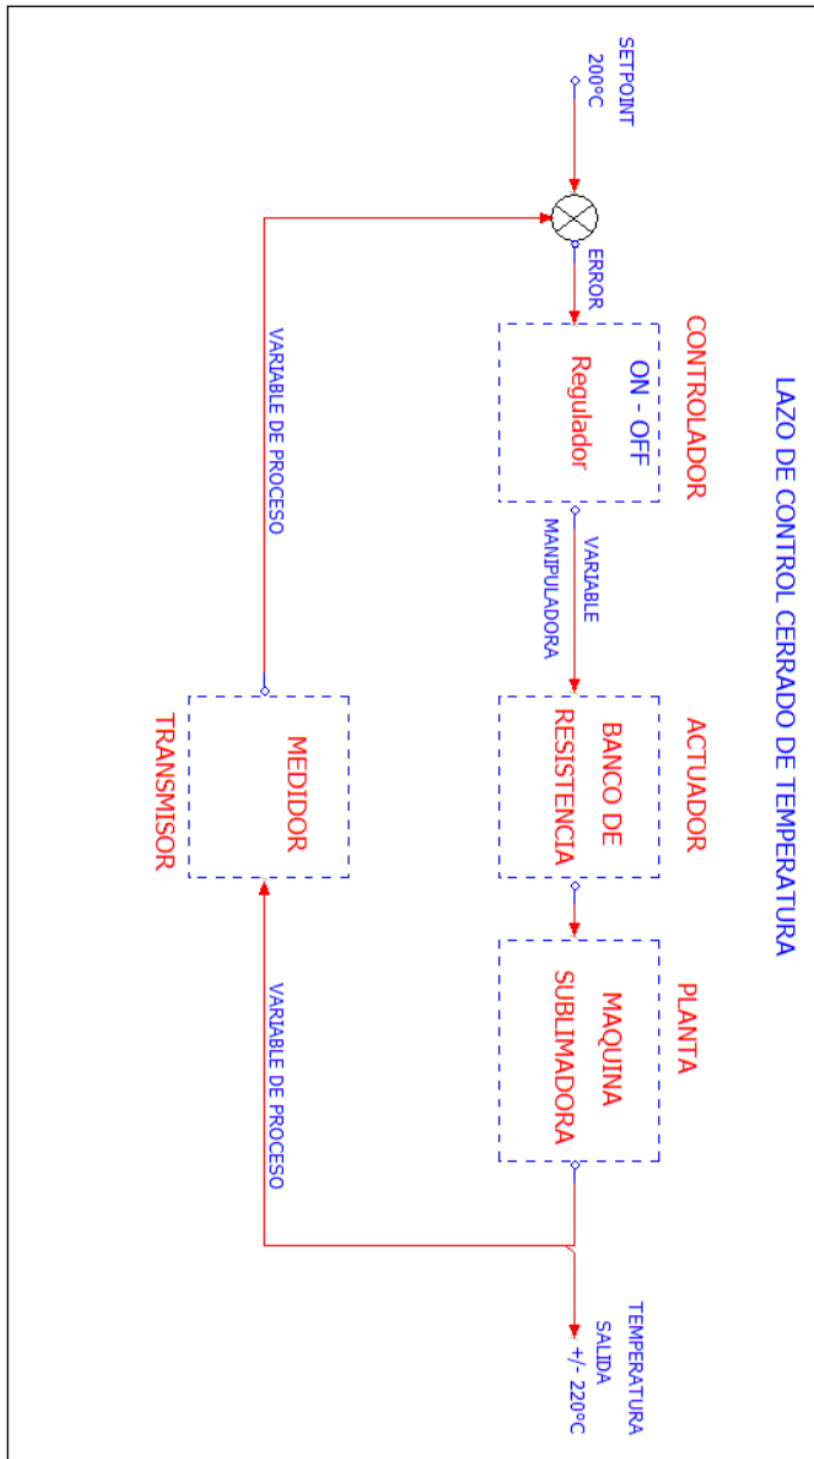 LAZO DE CONTROL CERRADO DE TEMPERATURA
SETPOINT
200°C
ERROR
CONTROLADOR
ON - OFF
Regulador
VARIABLE
MANIPULADORA
ACTUADOR
BANCO DE
RESISTENCIA
PLANTA
MAQUINA
SUBLIMADORA
TEMPERATURA
SALIDA
+/- 220°C
VARIABLE DE PROCESO
MEDIDOR
TRANSMISOR
VARIABLE DE PROCESO